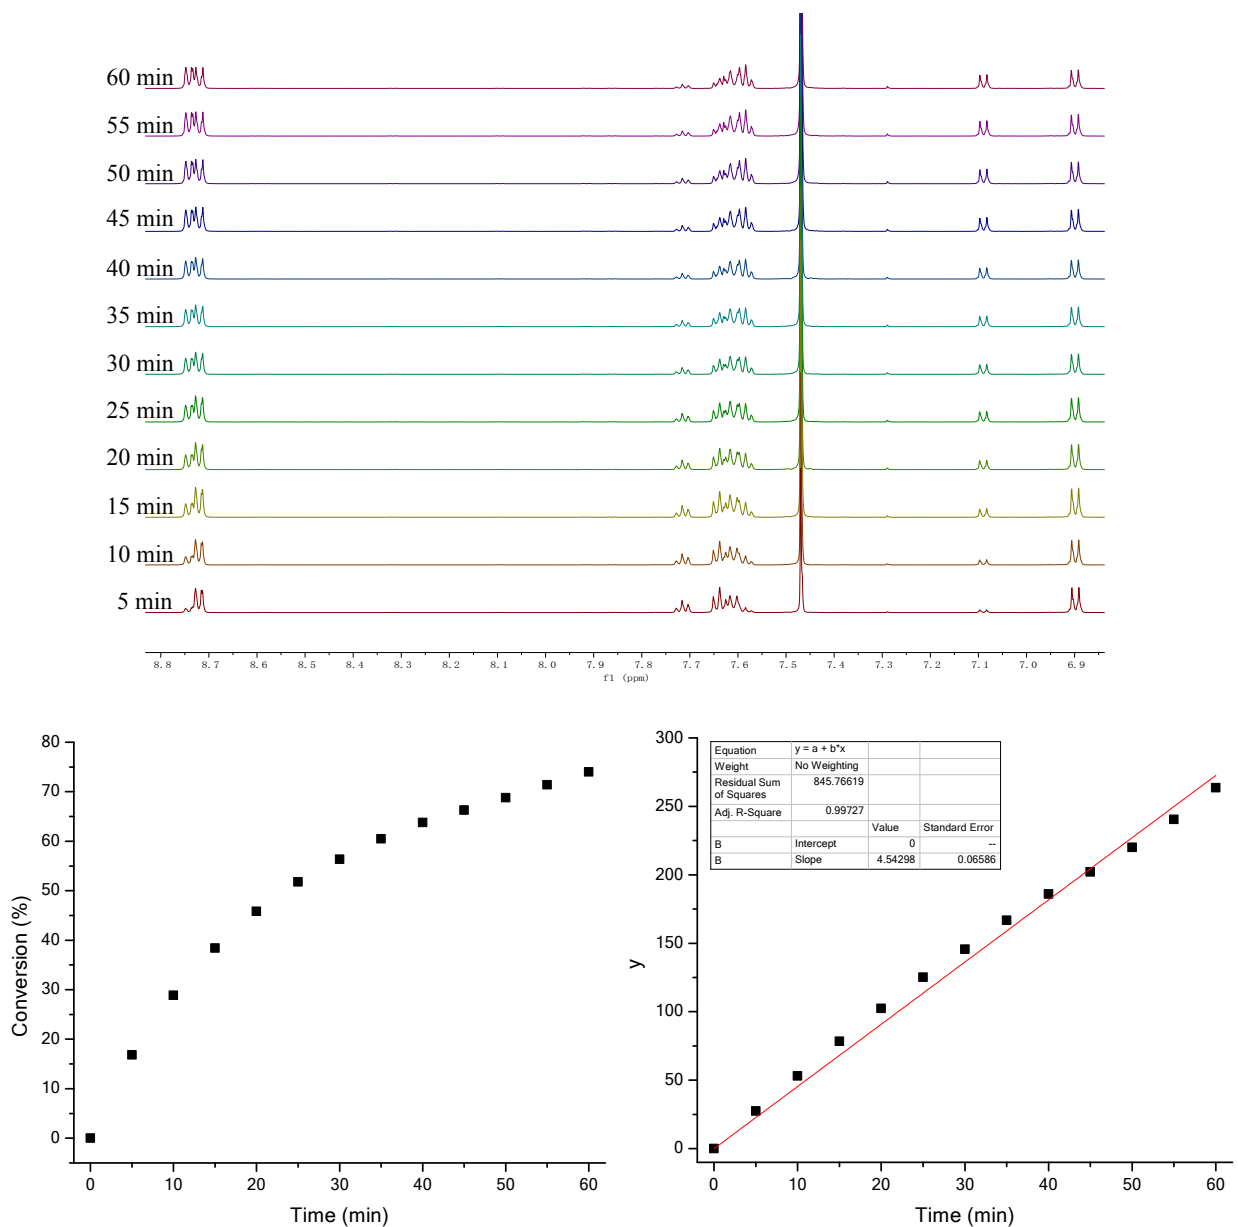 60 min
55 min
50 min
45 min
40 min
35 min
30 min
25 min
20 min
15 min
10 min
5 min
8.8 8.7 8.6 8.5 8.4 8.3 8.2 8.1 8.0 7.9 7.8 7.7 7.6 7.5 7.4 7.3 7.2 7.1 7.0 6.9
f1 (ppm)
80
70
60
50
40
30
20
10
0
Conversion (%)
0 10 20 30 40 50 60
Time (min)
300
250
200
150
100
50
0
y
Equation y = a + b*x
Weight No Weighting
Residual Sum of Squares 845.76619
Adj. R-Square 0.99727
Value Standard Error
B Intercept 0 --
B Slope 4.54298 0.06586
0 10 20 30 40 50 60
Time (min)